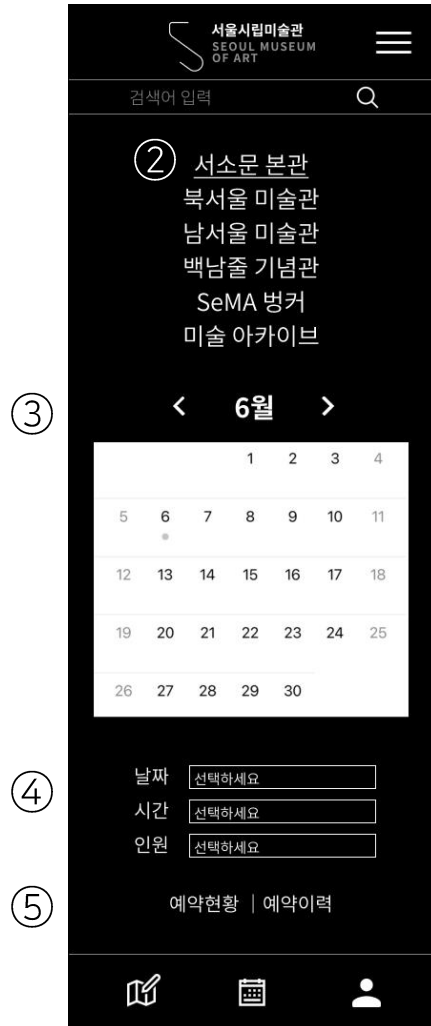 서울시립미술관
SEOUL MUSEUM
OF ART
검색어 입력
② 서소문 본관
북서울 미술관
남서울 미술관
백남줄 기념관
SeMA 벙커
미술 아카이브
③ < 6월 >
1 2 3 4
5 6 7 8 9 10 11
12 13 14 15 16 17 18
19 20 21 22 23 24 25
26 27 28 29 30
날짜 선택하세요
④ 시간 선택하세요
인원 선택하세요
⑤ 예약현황 | 예약이력